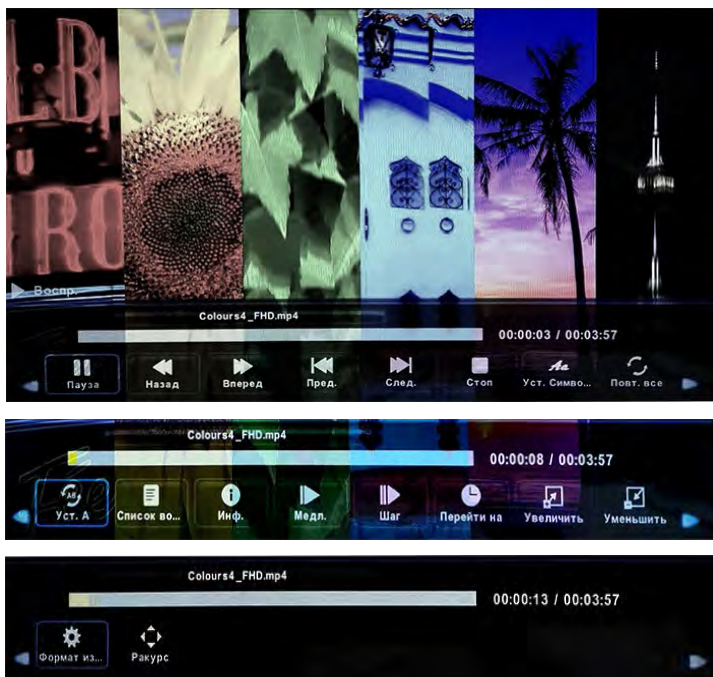 Воспр.
Colours4_FHD.mp4
00:00:03 / 00:03:57
Пауза Назад Вперед Пред. След. Стоп Уст. Симво... Повт. все
Colours4_FHD.mp4
00:00:08 / 00:03:57
Уст. А Список во... Инф. Медл. Шаг Перейти на Увеличить Уменьшить
Colours4_FHD.mp4
00:00:13 / 00:03:57
Формат из... Ракурс